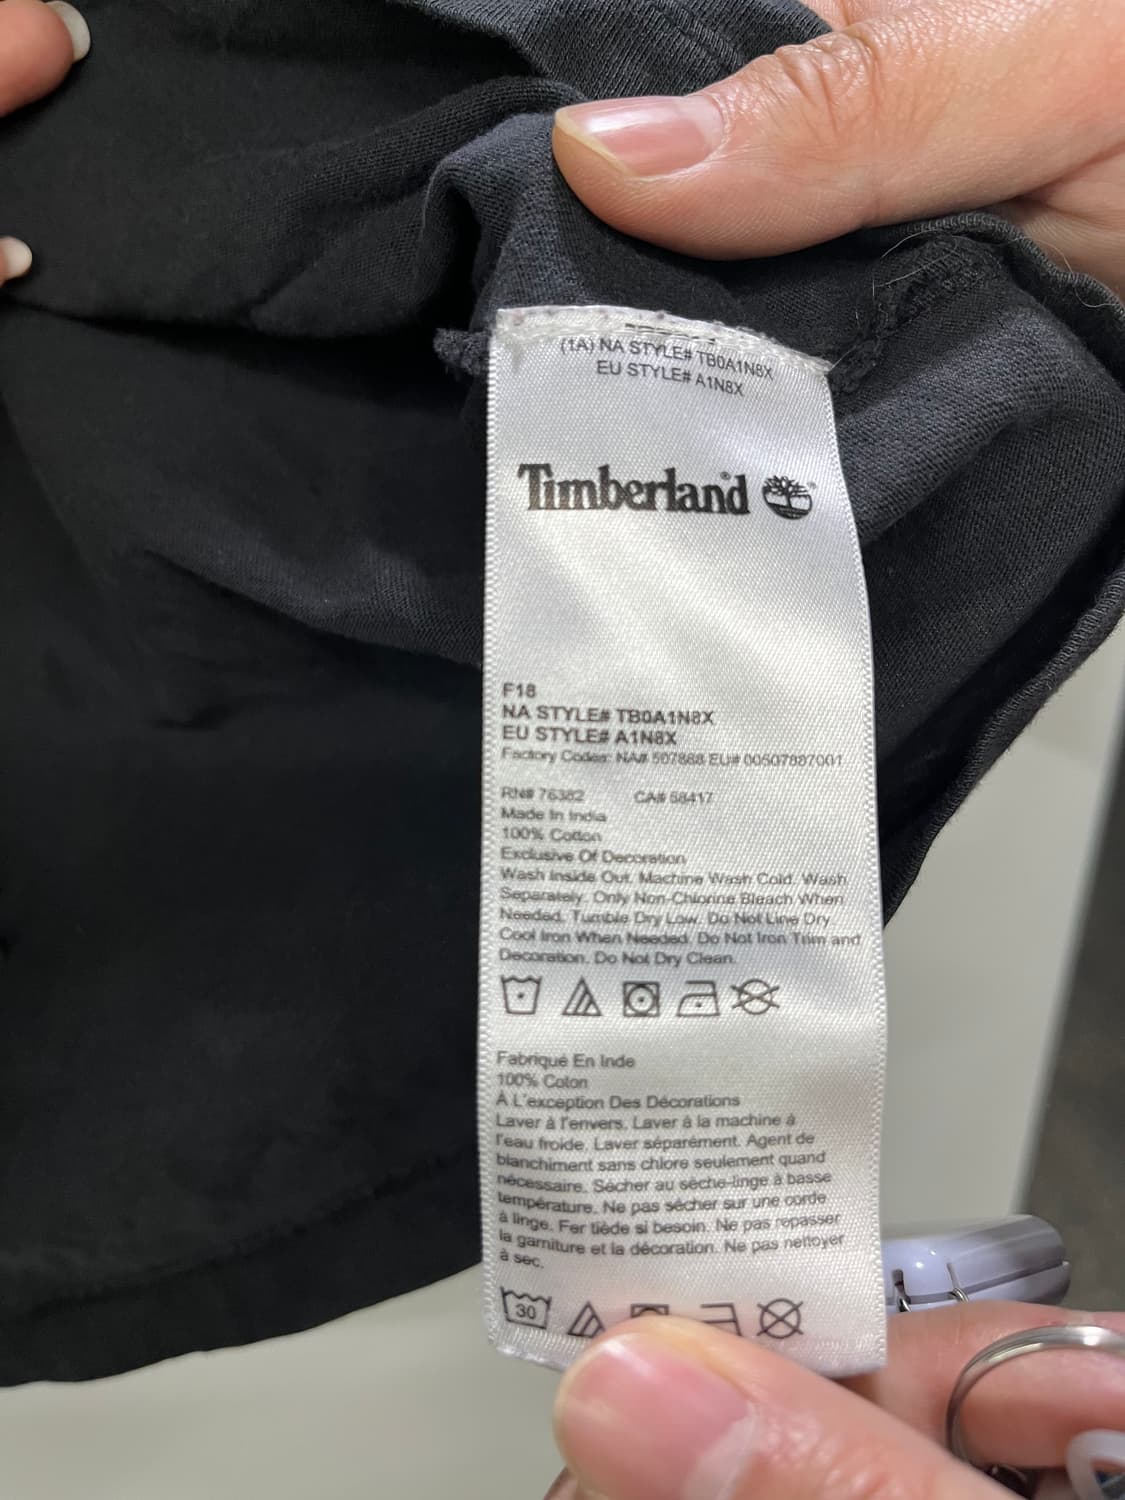 (1A) NA STYLE# TB0A1N8X
EU STYLE# A1N8X
Timberland
F18
NA STYLE# TB0A1N8X
EU STYLE# A1N8X
Factory Codes: NA# 507888 EU# 00507887001
RN# 76382 CA# 58417
Made In India
100% Cotton
Exclusive Of Decoration
Wash Inside Out. Machine Wash Cold. Wash
Separately. Only Non-Chlorine Bleach When
Needed. Tumble Dry Low. Do Not Line Dry.
Cool Iron When Needed. Do Not Iron Trim and
Decoration. Do Not Dry Clean.
Fabriqué En Inde
100% Coton
À L'exception Des Décorations
Laver à l'envers. Laver à la machine à
l'eau froide. Laver séparément. Agent de
blanchiment sans chlore seulement quand
nécessaire. Sécher au sèche-linge à basse
température. Ne pas sécher sur une corde
à linge. Fer tiède si besoin. Ne pas repasser
la garniture et la décoration. Ne pas nettoyer
à sec.
30